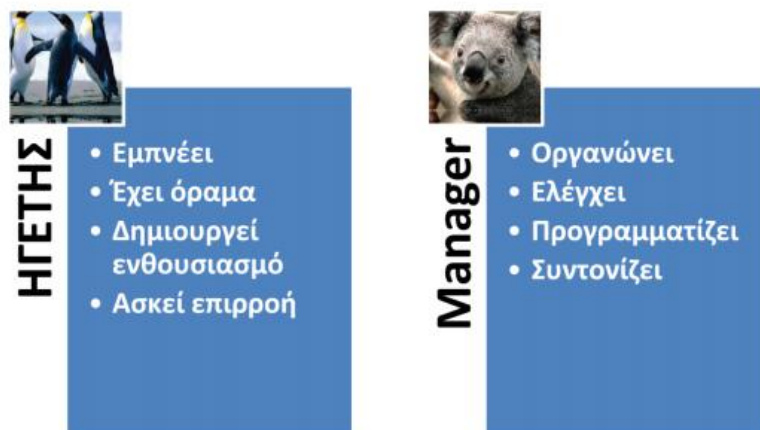 ΗΓΕΤΗΣ
• Εμπνέει
• Έχει όραμα
• Δημιουργεί
ενθουσιασμό
• Ασκεί επιρροή
Manager
• Οργανώνει
• Ελέγχει
• Προγραμματίζει
• Συντονίζει